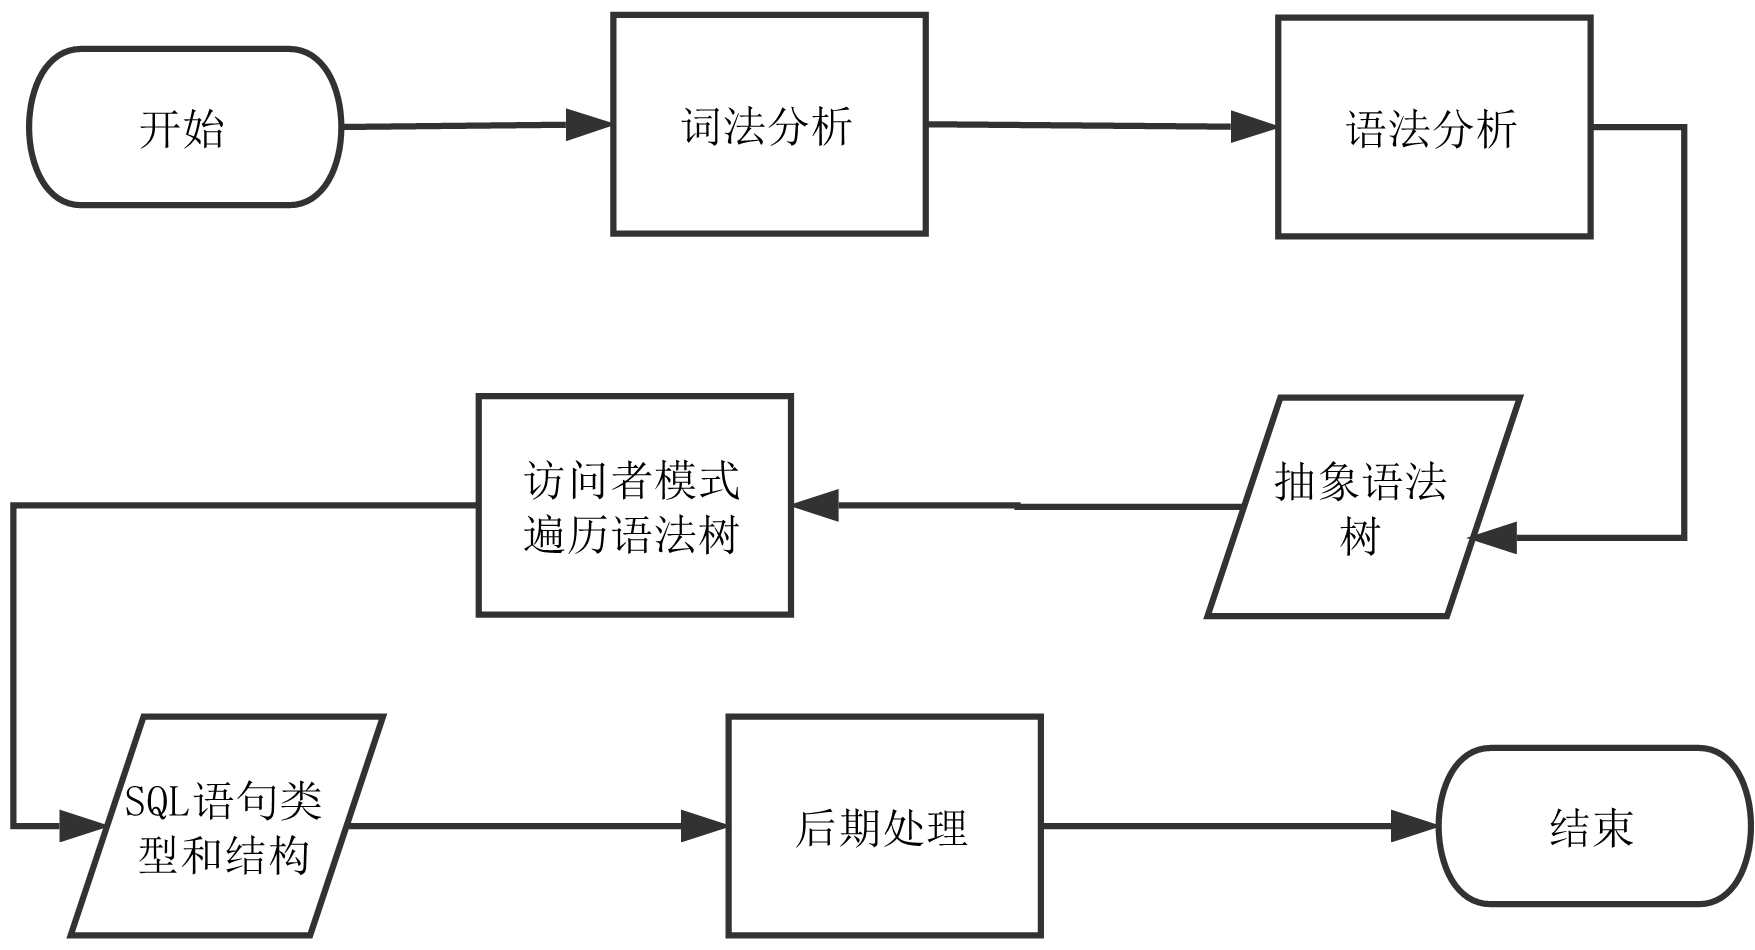 开始
词法分析
语法分析
抽象语法
树
访问者模式
遍历语法树
SQL语句类
型和结构
后期处理
结束